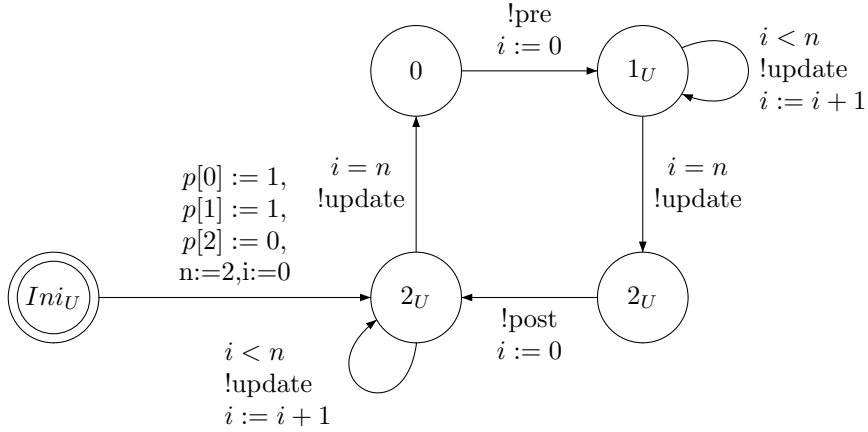 !pre
i := 0
0
1_U
i < n
!update
i := i + 1
i = n
!update
i = n
!update
p[0] := 1,
p[1] := 1,
p[2] := 0,
n:=2,i:=0
Ini_U
2_U
2_U
!post
i := 0
i < n
!update
i := i + 1